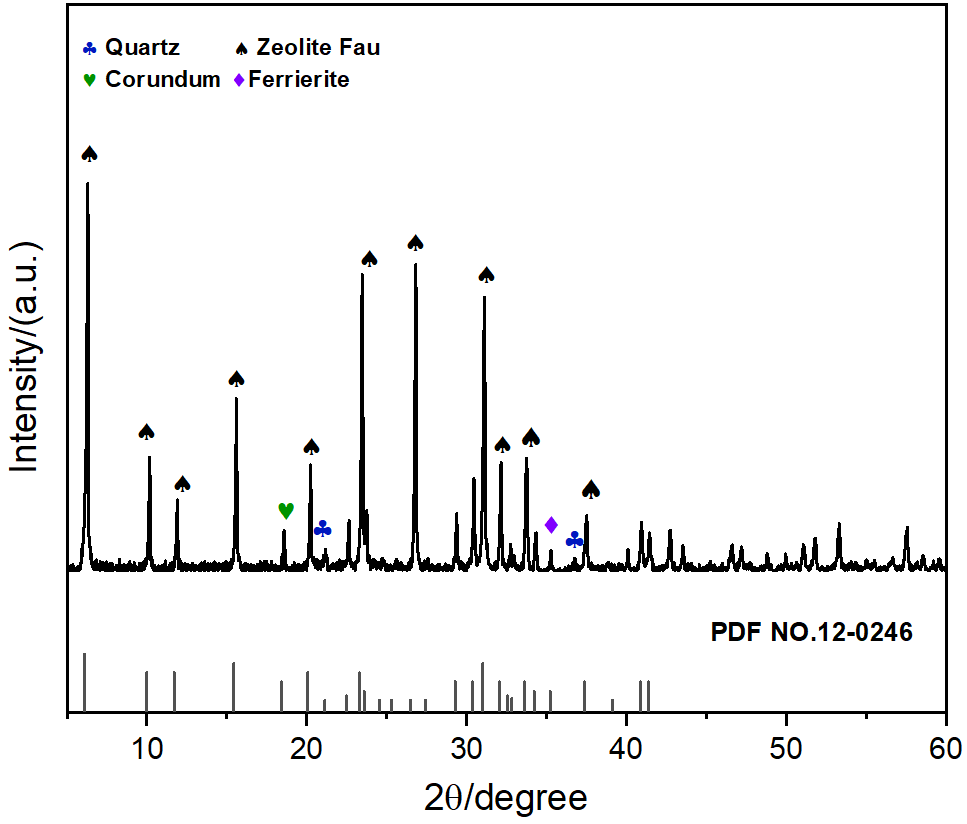 ♣ Quartz ♠ Zeolite Fau
♥ Corundum ♦ Ferrierite
Intensity/(a.u.)
PDF NO.12-0246
10 20 30 40 50 60
2θ/degree